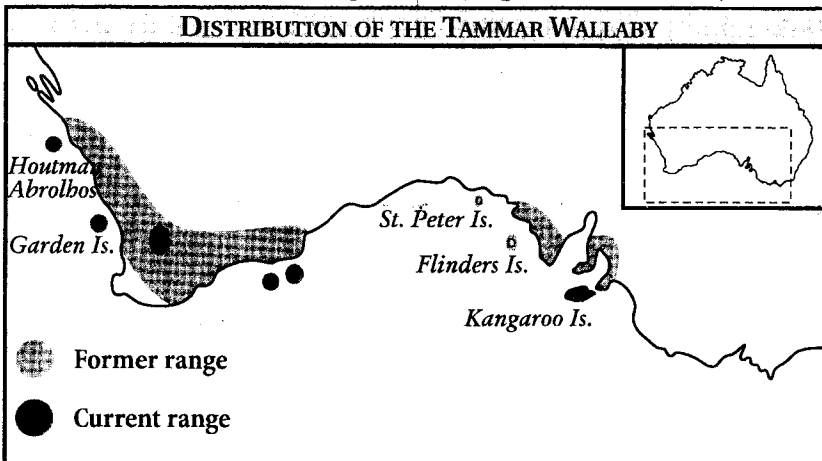 DISTRIBUTION OF THE TAMMAR WALLABY
Houtman
Abrolhos
Garden Is.
St. Peter Is.
Flinders Is.
Kangaroo Is.
Former range
Current range